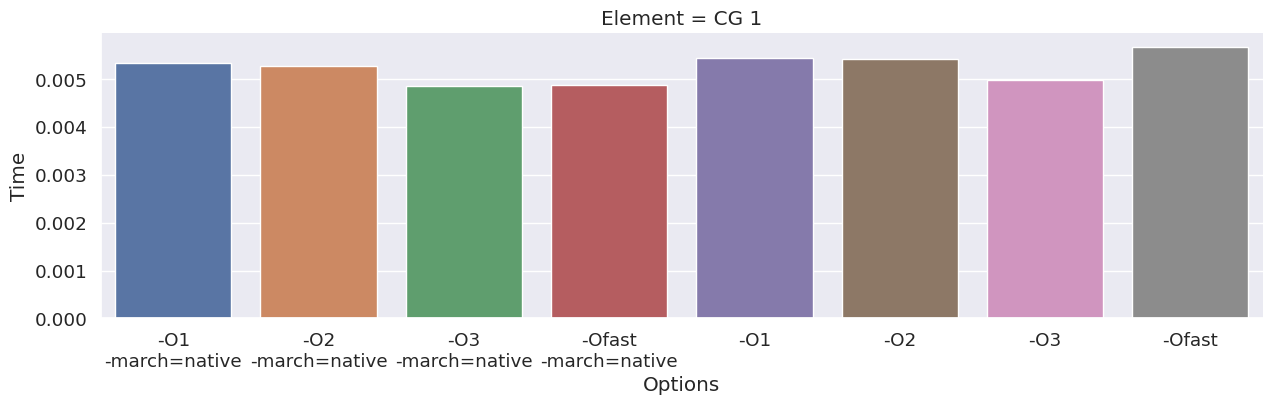 Element = CG 1
Time
0.005
0.004
0.003
0.002
0.001
0.000
-O1
-march=native
-O2
-march=native
-O3
-march=native
-Ofast
-march=native
-O1
-O2
-O3
-Ofast
Options